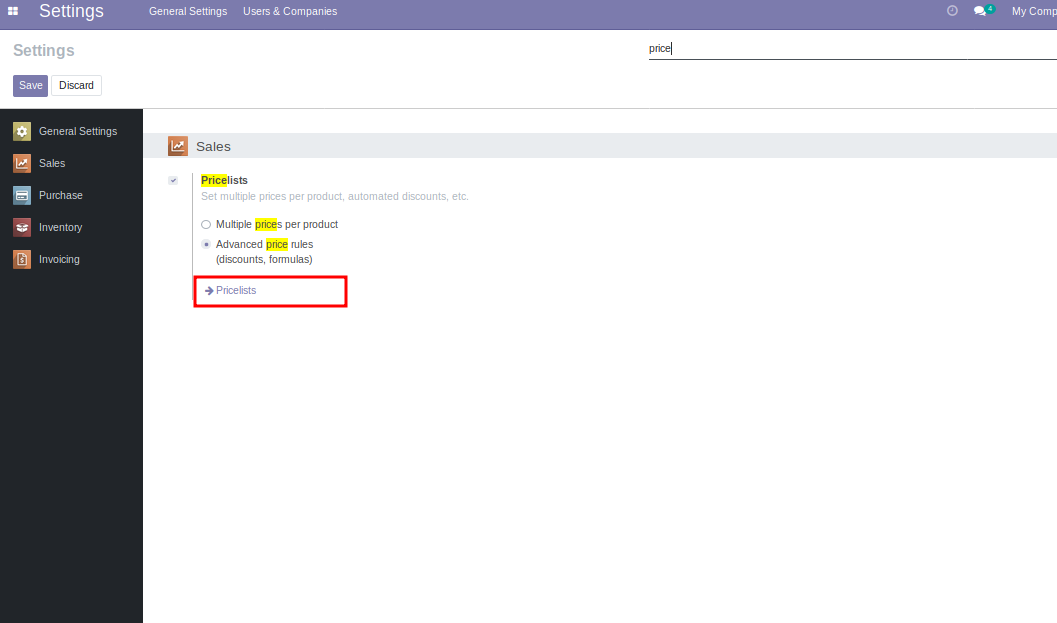 Settings General Settings Users & Companies 4 My Comp
Settings price
Save Discard
General Settings
Sales
Purchase
Inventory
Invoicing
Sales
Pricelists
Set multiple prices per product, automated discounts, etc.
Multiple prices per product
Advanced price rules
(discounts, formulas)
Pricelists